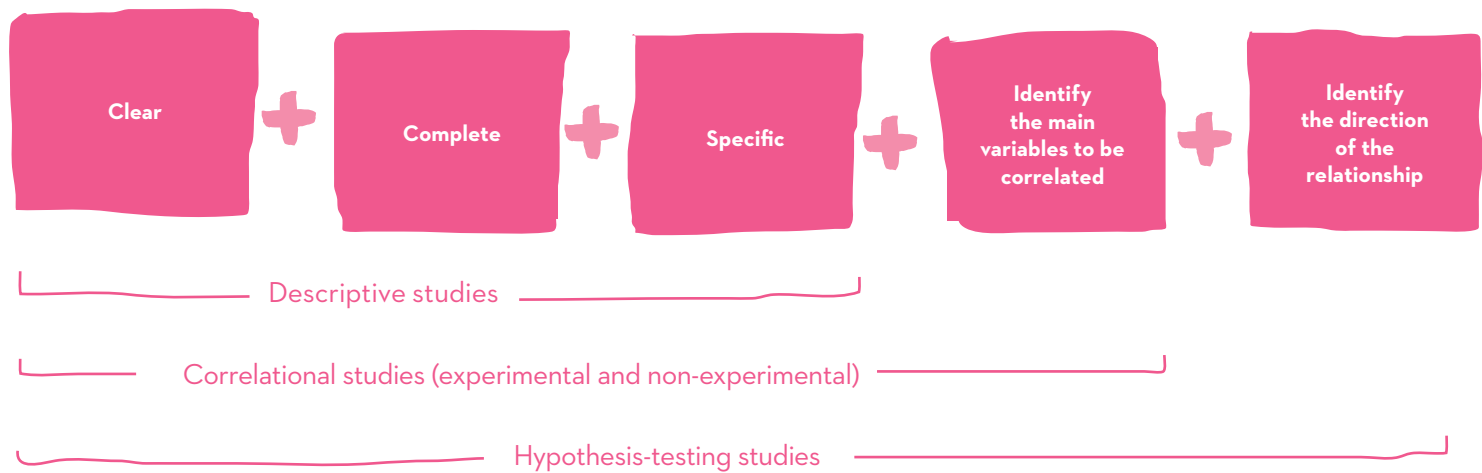 Clear
Complete
Specific
Identify
the main
variables to be
correlated
Identify
the direction
of the
relationship
Descriptive studies
Correlational studies (experimental and non-experimental)
Hypothesis-testing studies